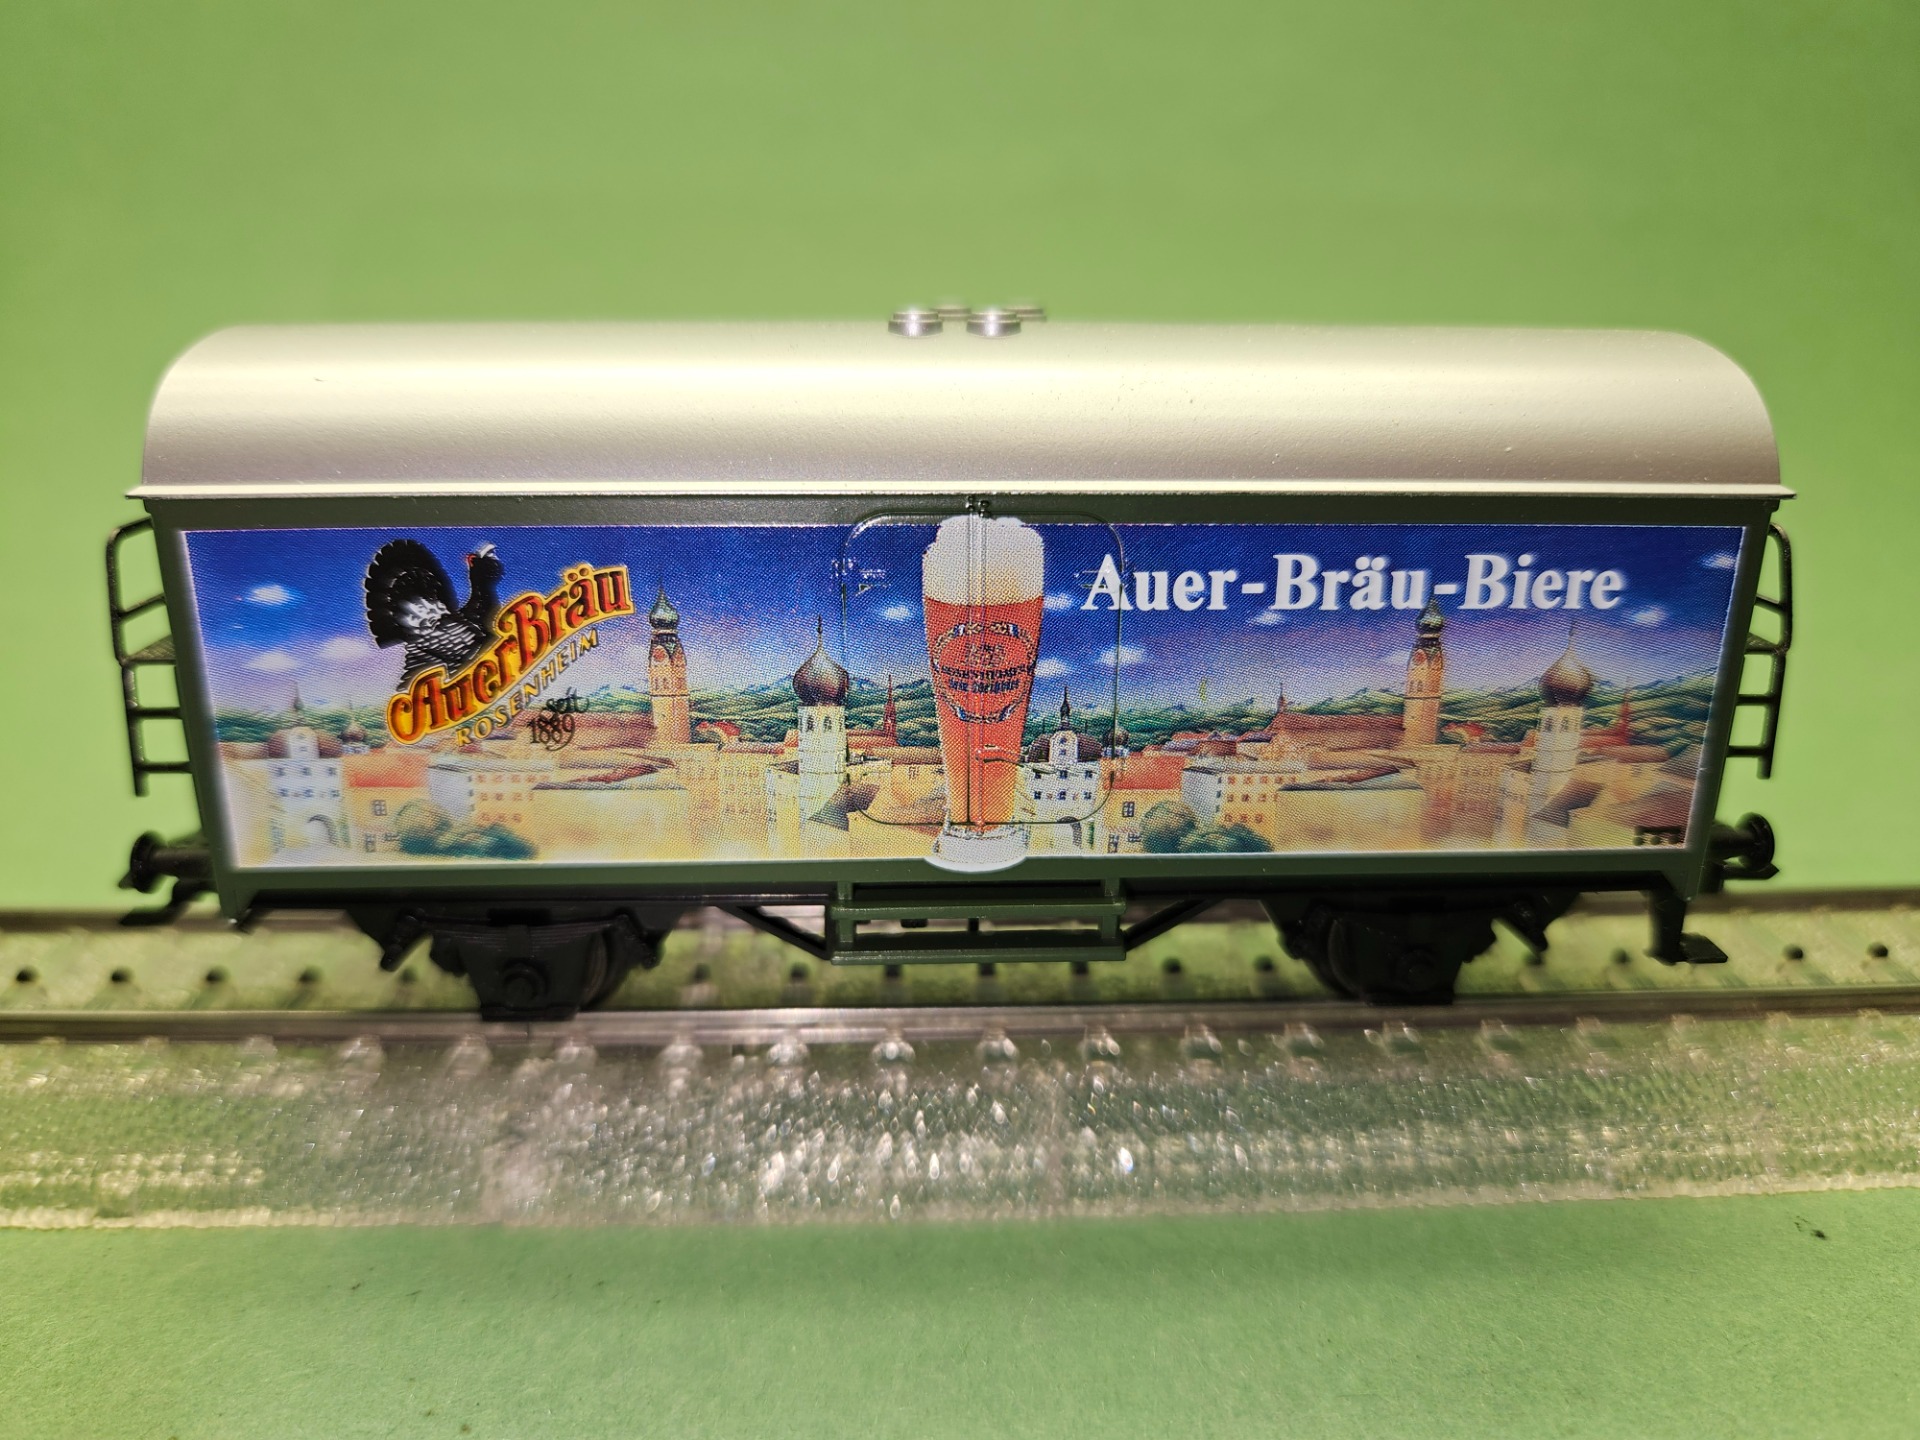 AuerBräu
ROSENHEIM
seit
1889
Auer-Bräu-Biere